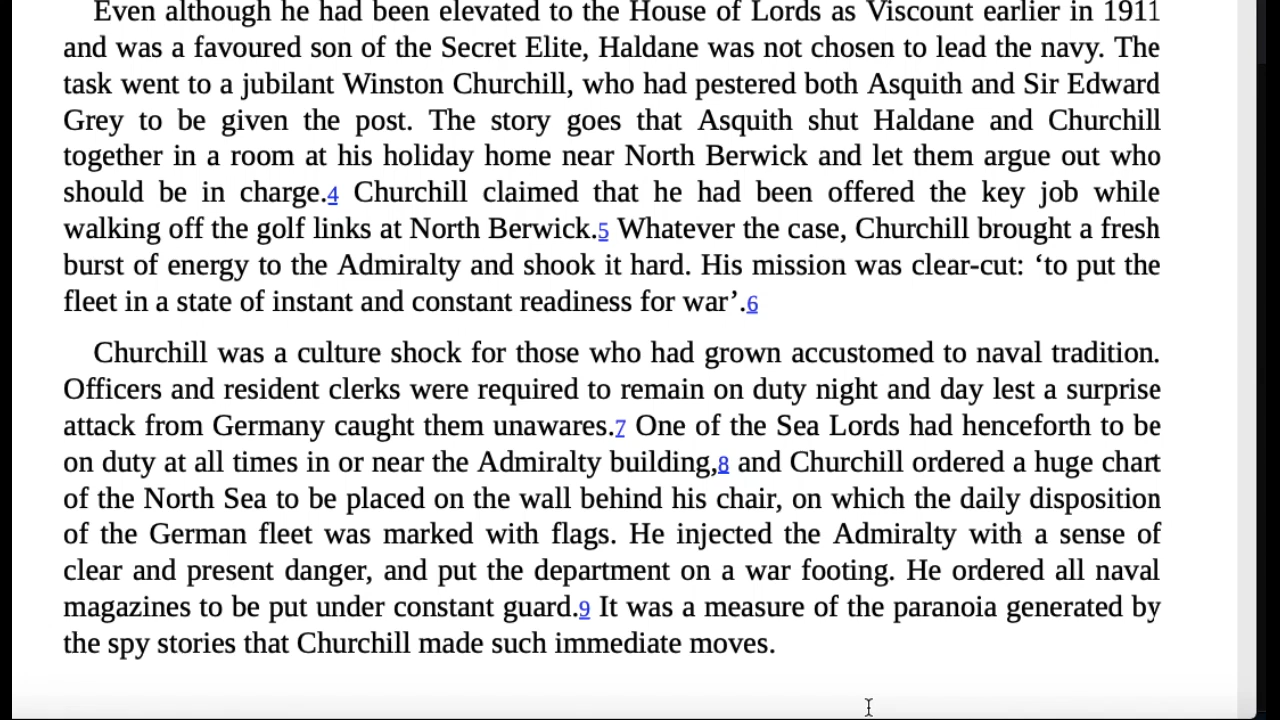 Even although he had been elevated to the House of Lords as Viscount earlier in 1911
and was a favoured son of the Secret Elite, Haldane was not chosen to lead the navy. The
task went to a jubilant Winston Churchill, who had pestered both Asquith and Sir Edward
Grey to be given the post. The story goes that Asquith shut Haldane and Churchill
together in a room at his holiday home near North Berwick and let them argue out who
should be in charge.4 Churchill claimed that he had been offered the key job while
walking off the golf links at North Berwick.5 Whatever the case, Churchill brought a fresh
burst of energy to the Admiralty and shook it hard. His mission was clear-cut: ‘to put the
fleet in a state of instant and constant readiness for war’.6
Churchill was a culture shock for those who had grown accustomed to naval tradition.
Officers and resident clerks were required to remain on duty night and day lest a surprise
attack from Germany caught them unawares.7 One of the Sea Lords had henceforth to be
on duty at all times in or near the Admiralty building,8 and Churchill ordered a huge chart
of the North Sea to be placed on the wall behind his chair, on which the daily disposition
of the German fleet was marked with flags. He injected the Admiralty with a sense of
clear and present danger, and put the department on a war footing. He ordered all naval
magazines to be put under constant guard.9 It was a measure of the paranoia generated by
the spy stories that Churchill made such immediate moves.